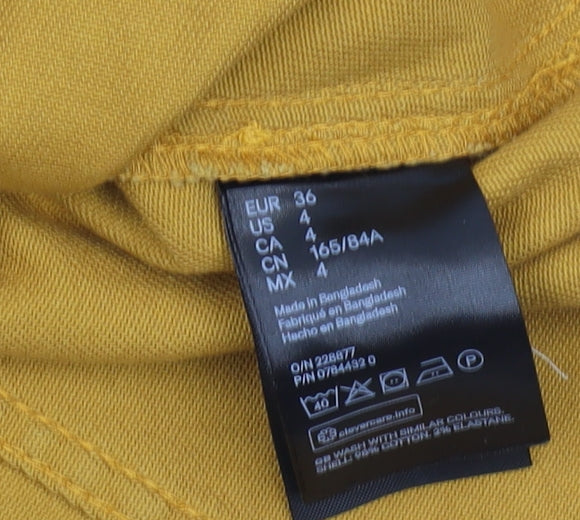 EUR 36
US 4
CA 4
CN 165/84A
MX 4
Made in Bangladesh
Fabriqué en Bangladesh
Hecho en Bangladesh
O/N 228877
P/N 0784432 0
40 P
clevercare.info
GB WASH WITH SIMILAR COLOURS.
SHELL: 98% COTTON. 2% ELASTANE.